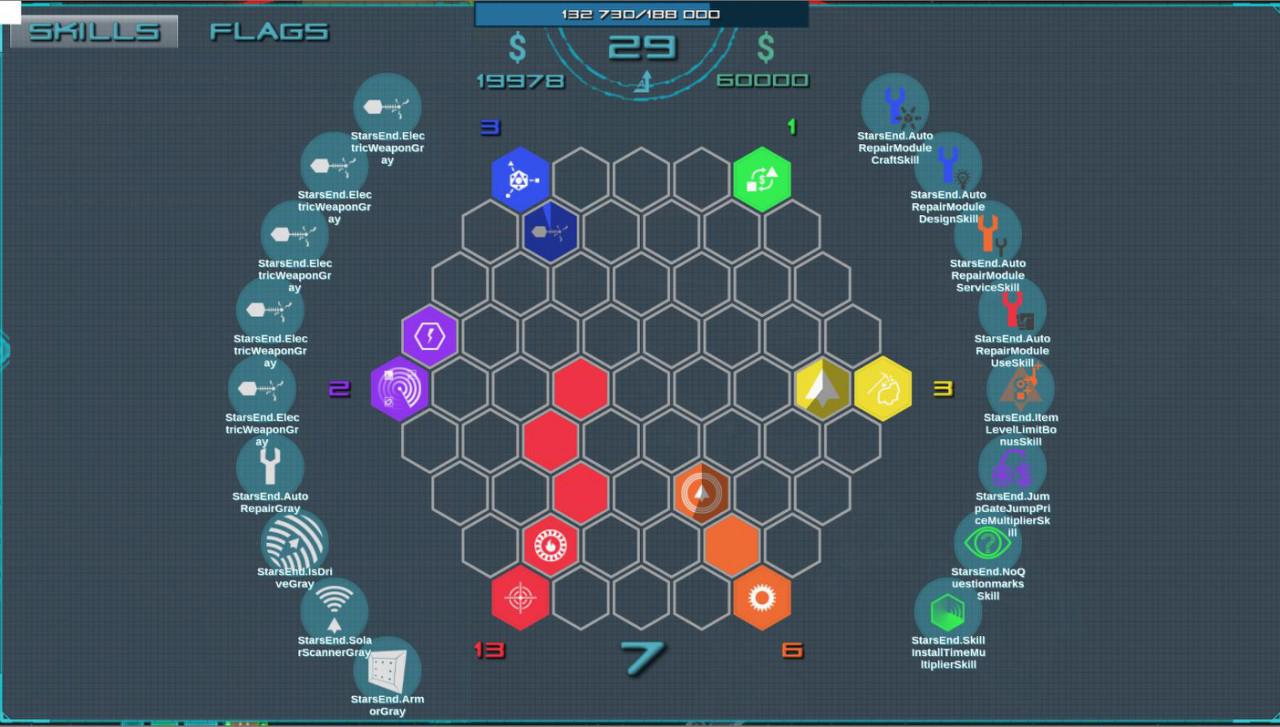 132 730/188 000
SKILLS
FLAGS
$
29
$
19978
60000
3
1
2
3
13
7
6
StarsEnd.Elec
tricWeaponGr
ay
StarsEnd.Elec
tricWeaponGr
ay
StarsEnd.Elec
tricWeaponGr
ay
StarsEnd.Elec
tricWeaponGr
ay
StarsEnd.Elec
tricWeaponGr
ay
StarsEnd.Auto
RepairGray
StarsEnd.IsDri
veGray
StarsEnd.Sola
rScannerGray
StarsEnd.Arm
orGray
StarsEnd.Auto
RepairModule
CraftSkill
StarsEnd.Auto
RepairModule
DesignSkill
StarsEnd.Auto
RepairModule
ServiceSkill
StarsEnd.Auto
RepairModule
UseSkill
StarsEnd.Item
LevelLimitBo
nusSkill
StarsEnd.Jum
pGateJumpPri
ceMultiplierSk
ill
StarsEnd.NoQ
uestionmarks
Skill
StarsEnd.Skill
InstallTimeMu
ltiplierSkill